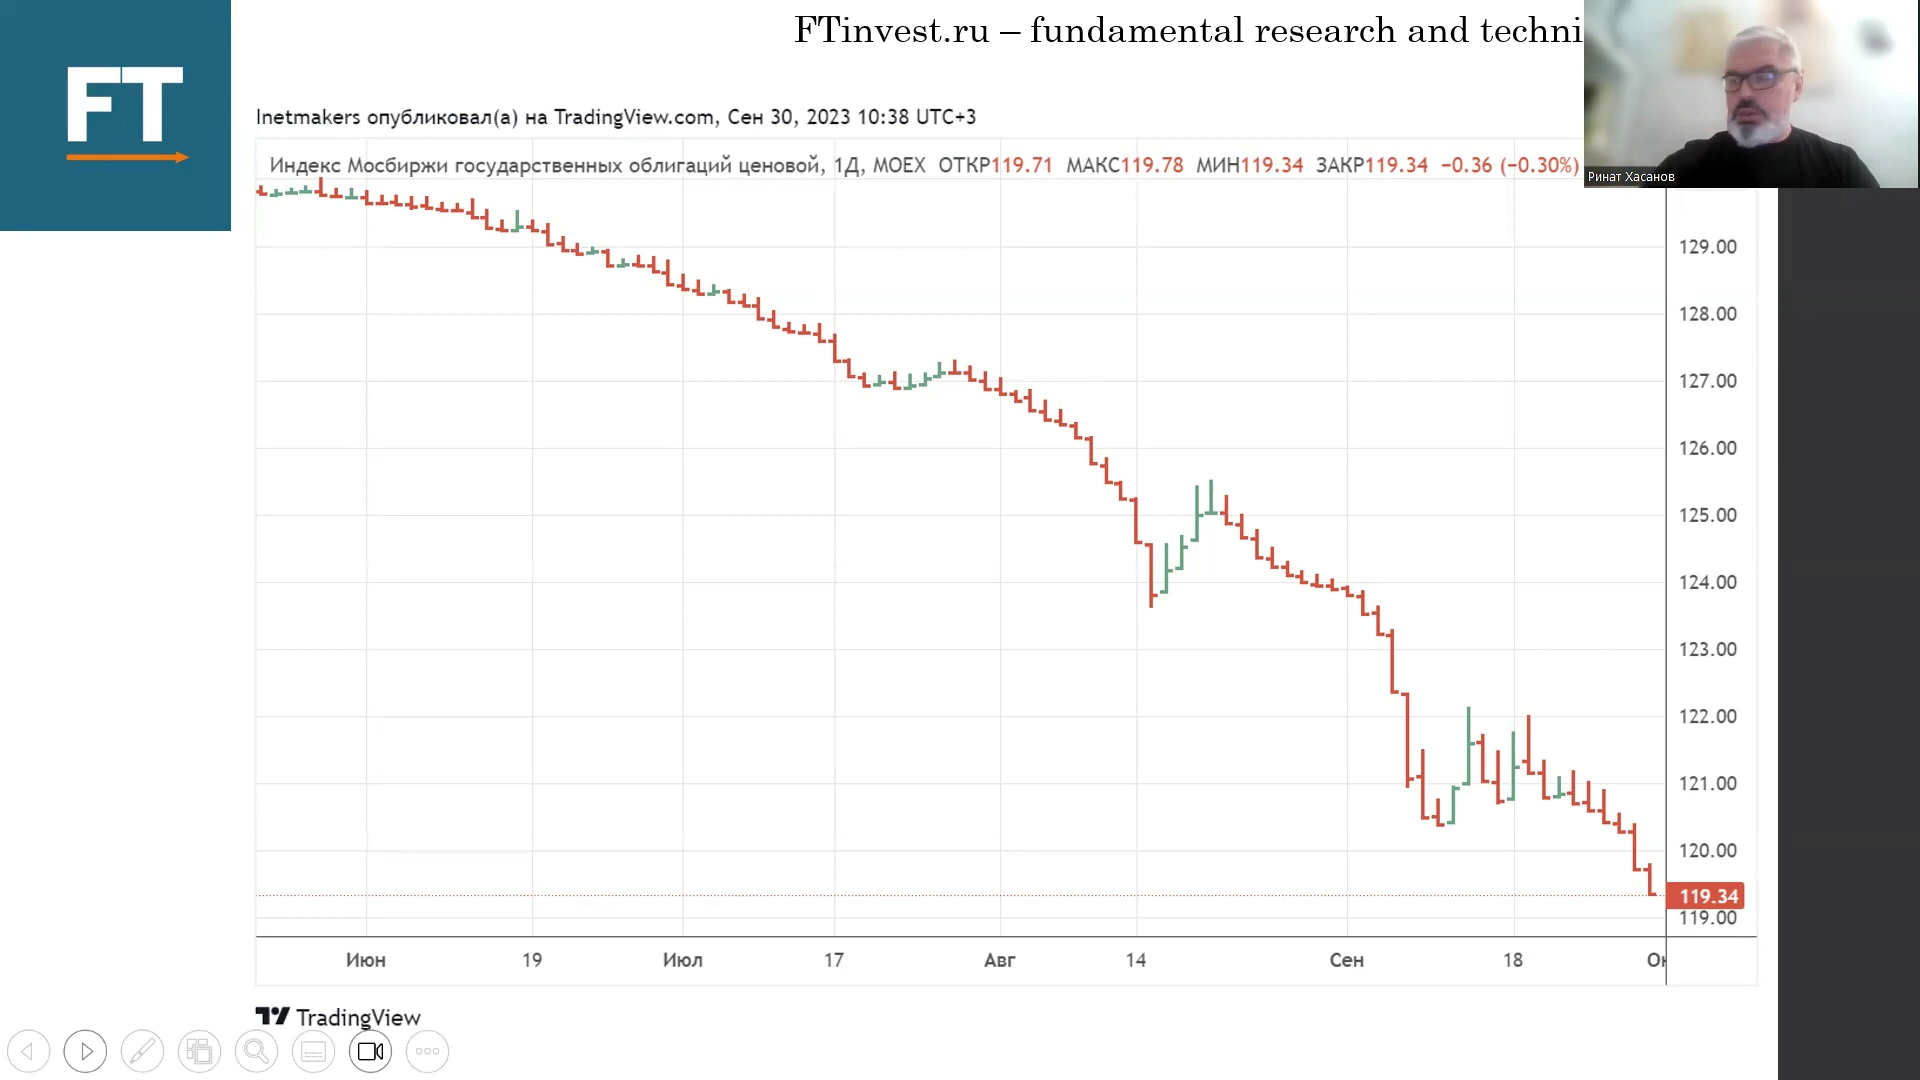 FT
FTinvest.ru – fundamental research and techni
Ринат Хасанов
Inetmakers опубликовал(а) на TradingView.com, Сен 30, 2023 10:38 UTC+3
Индекс Мосбиржи государственных облигаций ценовой, 1Д, MOEX ОТКР119.71 МАКС119.78 МИН119.34 ЗАКР119.34 −0.36 (−0.30%)
129.00
128.00
127.00
126.00
125.00
124.00
123.00
122.00
121.00
120.00
119.34
119.00
Июн 19 Июл 17 Авг 14 Сен 18 Ок
TradingView